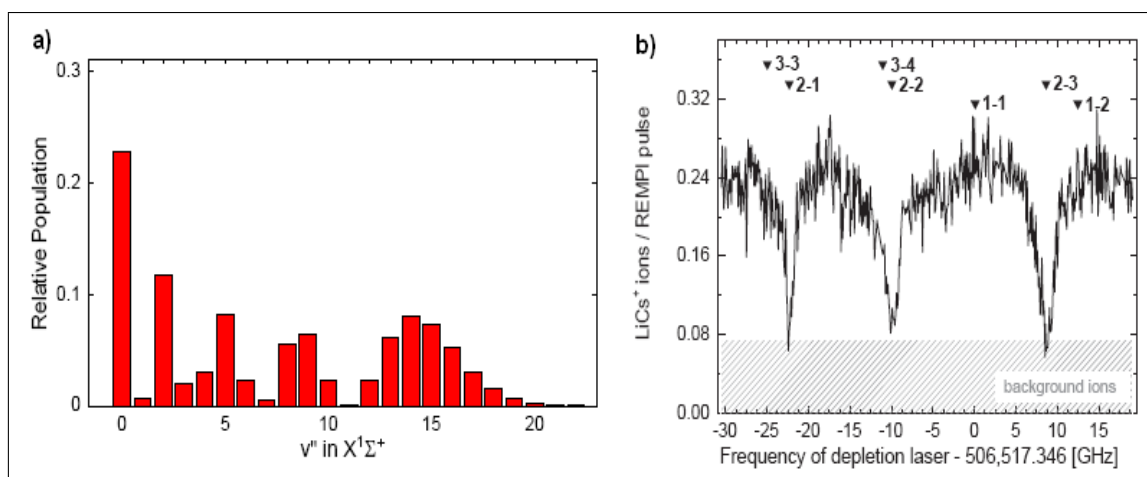 a)
0.3
0.2
0.1
0
Relative Population
0
5
10
15
20
v" in X¹Σ⁺
b)
3-3
2-1
3-4
2-2
1-1
2-3
1-2
0.32
0.24
0.16
0.08
0.00
LiCs⁺ ions / REMPI pulse
background ions
-30 -25 -20 -15 -10 -5 0 5 10 15
Frequency of depletion laser - 506,517.346 [GHz]